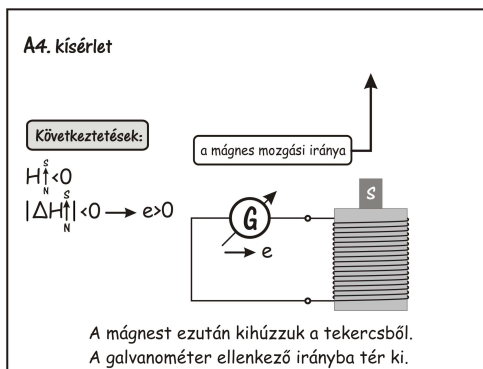 A4. kísérlet
Következtetések:
a mágnes mozgási iránya
S
H↑<0
N
S
|ΔH↑|<0 → e>0
N
G
→ e
S
A mágnest ezután kihúzzuk a tekercsből.
A galvanométer ellenkező irányba tér ki.